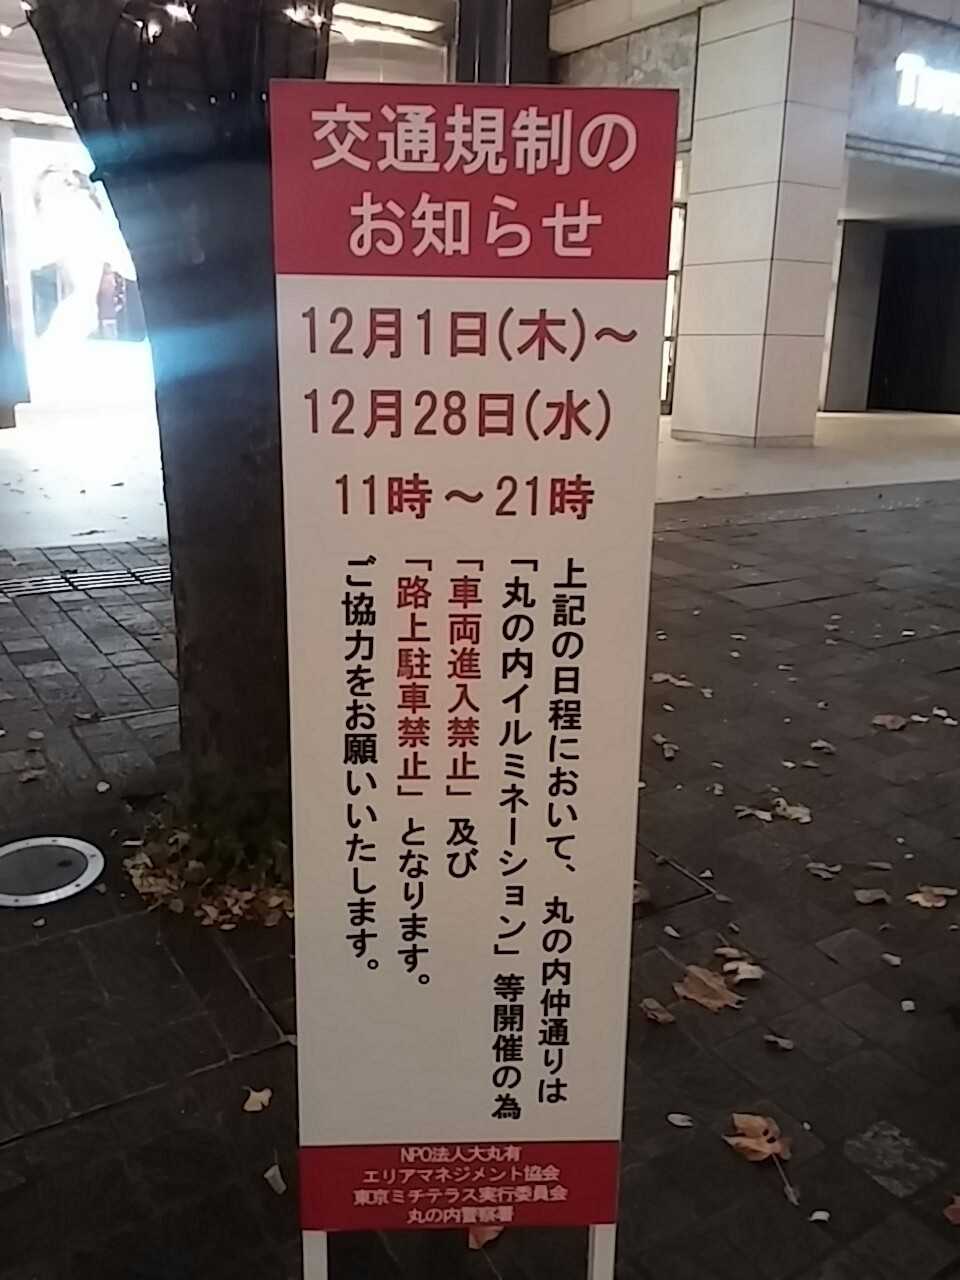 交通規制の
お知らせ
12月1日(木)～
12月28日(水)
11時～21時
上記の日程において、丸の内仲通りは
「丸の内イルミネーション」等開催の為
「車両進入禁止」及び
「路上駐車禁止」となります。
ご協力をお願いいたします。
NPO法人大丸有
エリアマネジメント協会
東京ミチテラス実行委員会
丸の内警察署